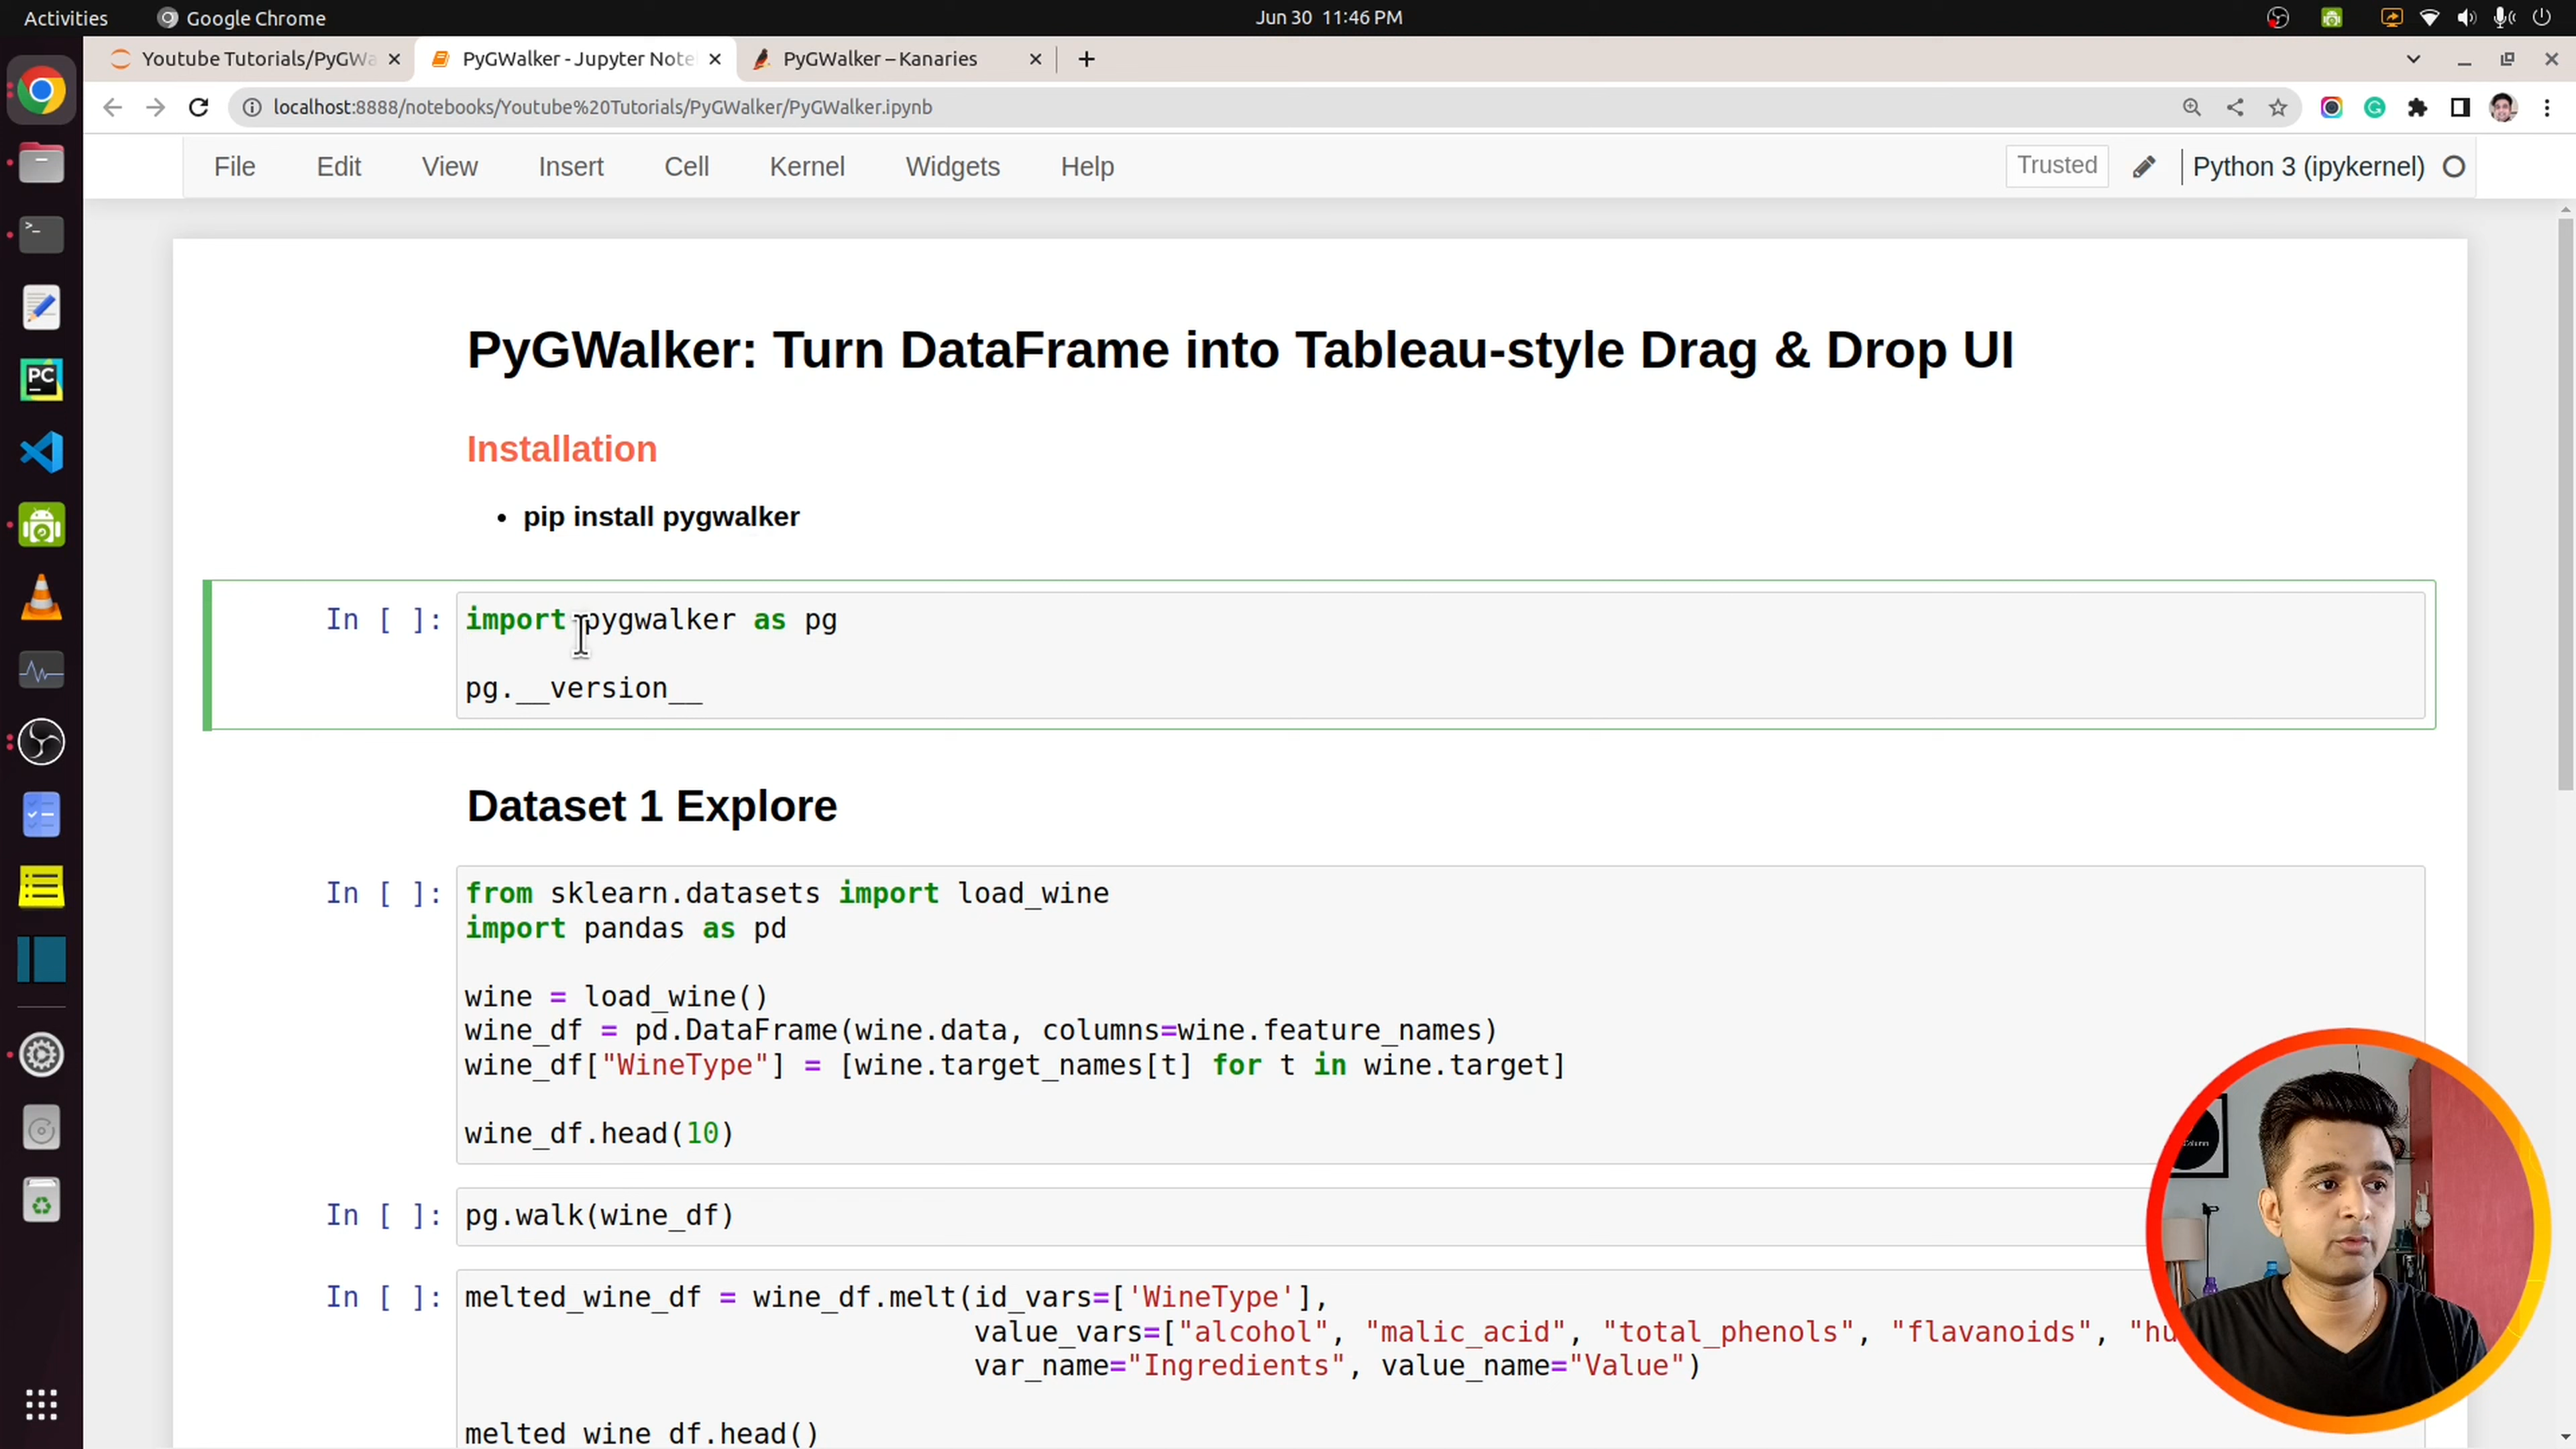 Activities Google Chrome Jun 30 11:46 PM
Youtube Tutorials/PyGWa PyGWalker - Jupyter Note PyGWalker – Kanaries
localhost:8888/notebooks/Youtube%20Tutorials/PyGWalker/PyGWalker.ipynb
File Edit View Insert Cell Kernel Widgets Help Trusted Python 3 (ipykernel)
PyGWalker: Turn DataFrame into Tableau-style Drag & Drop UI
Installation
• pip install pygwalker
In [ ]: import pygwalker as pg
pg.__version__
Dataset 1 Explore
In [ ]: from sklearn.datasets import load_wine
import pandas as pd
wine = load_wine()
wine_df = pd.DataFrame(wine.data, columns=wine.feature_names)
wine_df["WineType"] = [wine.target_names[t] for t in wine.target]
wine_df.head(10)
In [ ]: pg.walk(wine_df)
In [ ]: melted_wine_df = wine_df.melt(id_vars=['WineType'],
value_vars=["alcohol", "malic_acid", "total_phenols", "flavanoids", "hu
var_name="Ingredients", value_name="Value")
melted_wine_df.head()
PC